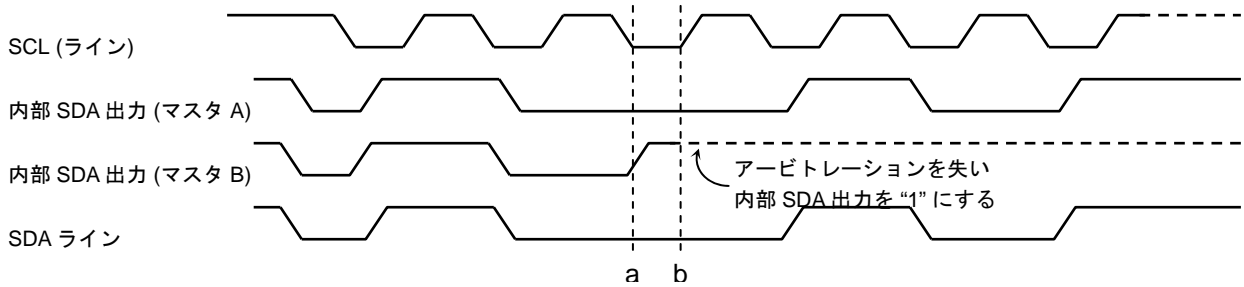 SCL (ライン)
内部 SDA 出力 (マスタ A)
内部 SDA 出力 (マスタ B)
アービトレーションを失い
内部 SDA 出力を “1” にする
SDA ライン
a b